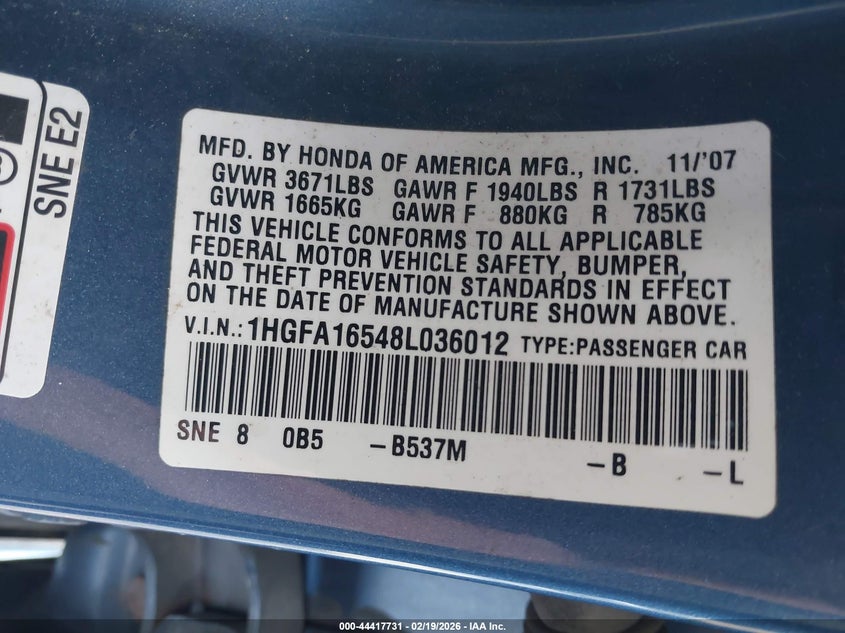 SNE E2
MFD. BY HONDA OF AMERICA MFG., INC. 11/'07
GVWR 3671LBS GAWR F 1940LBS R 1731LBS
GVWR 1665KG GAWR F 880KG R 785KG
THIS VEHICLE CONFORMS TO ALL APPLICABLE
FEDERAL MOTOR VEHICLE SAFETY, BUMPER,
AND THEFT PREVENTION STANDARDS IN EFFECT
ON THE DATE OF MANUFACTURE SHOWN ABOVE.
V.I.N.: 1HGFA16548L036012 TYPE:PASSENGER CAR
SNE 8 0B5 -B537M -B -L
000-44417731 - 02/19/2026 - IAA Inc.